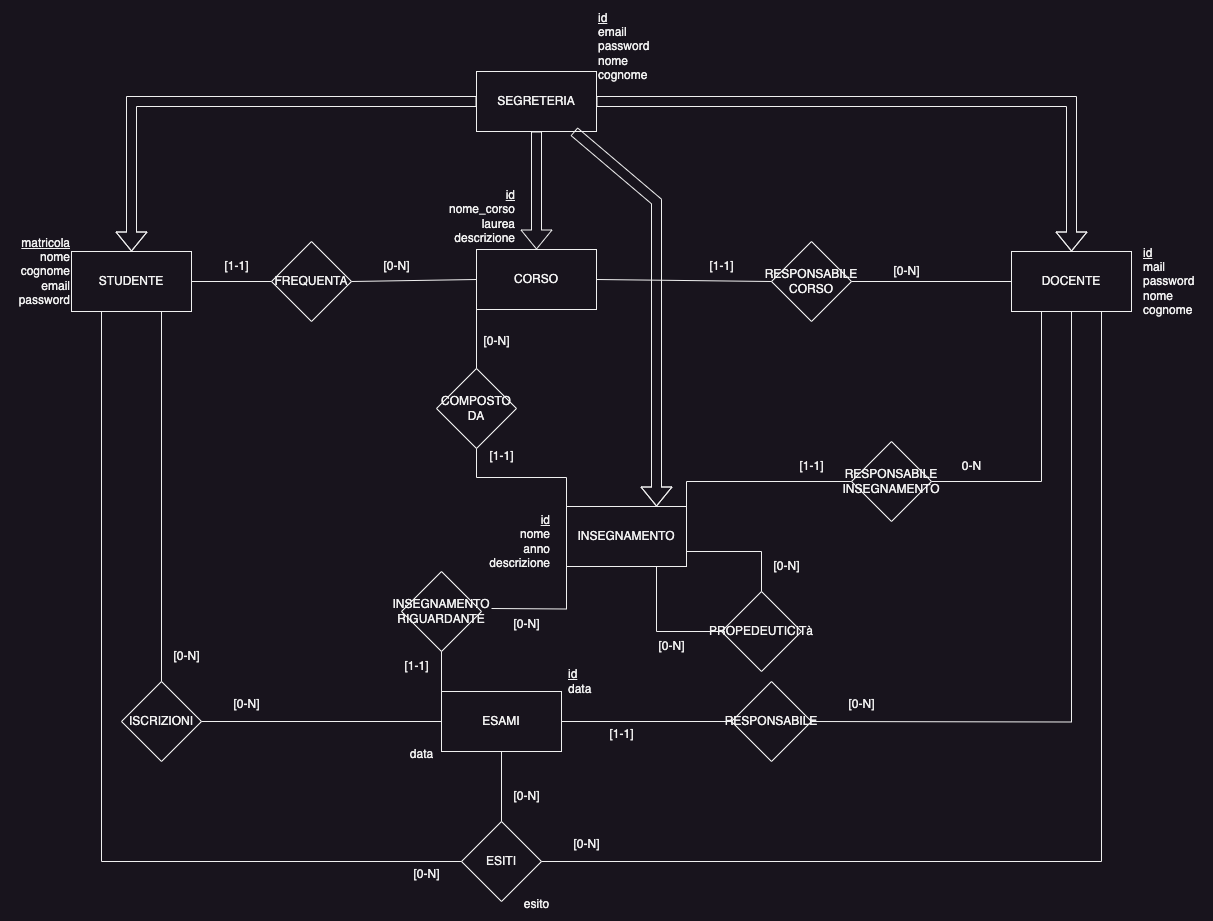 id
email
password
nome
cognome
SEGRETERIA
id
nome_corso
laurea
descrizione
matricola
nome
cognome
email
password
STUDENTE
[1-1]
FREQUENTA
[0-N]
CORSO
[1-1]
RESPONSABILE
CORSO
[0-N]
DOCENTE
id
mail
password
nome
cognome
[0-N]
COMPOSTO
DA
[1-1]
[1-1]
RESPONSABILE
INSEGNAMENTO
0-N
id
nome
anno
descrizione
INSEGNAMENTO
[0-N]
INSEGNAMENTO
RIGUARDANTE
[0-N]
PROPEDEUTICITà
[0-N]
[0-N]
[1-1]
id
data
ISCRIZIONI
[0-N]
ESAMI
[1-1]
RESPONSABILE
[0-N]
data
[0-N]
[0-N]
ESITI
[0-N]
esito